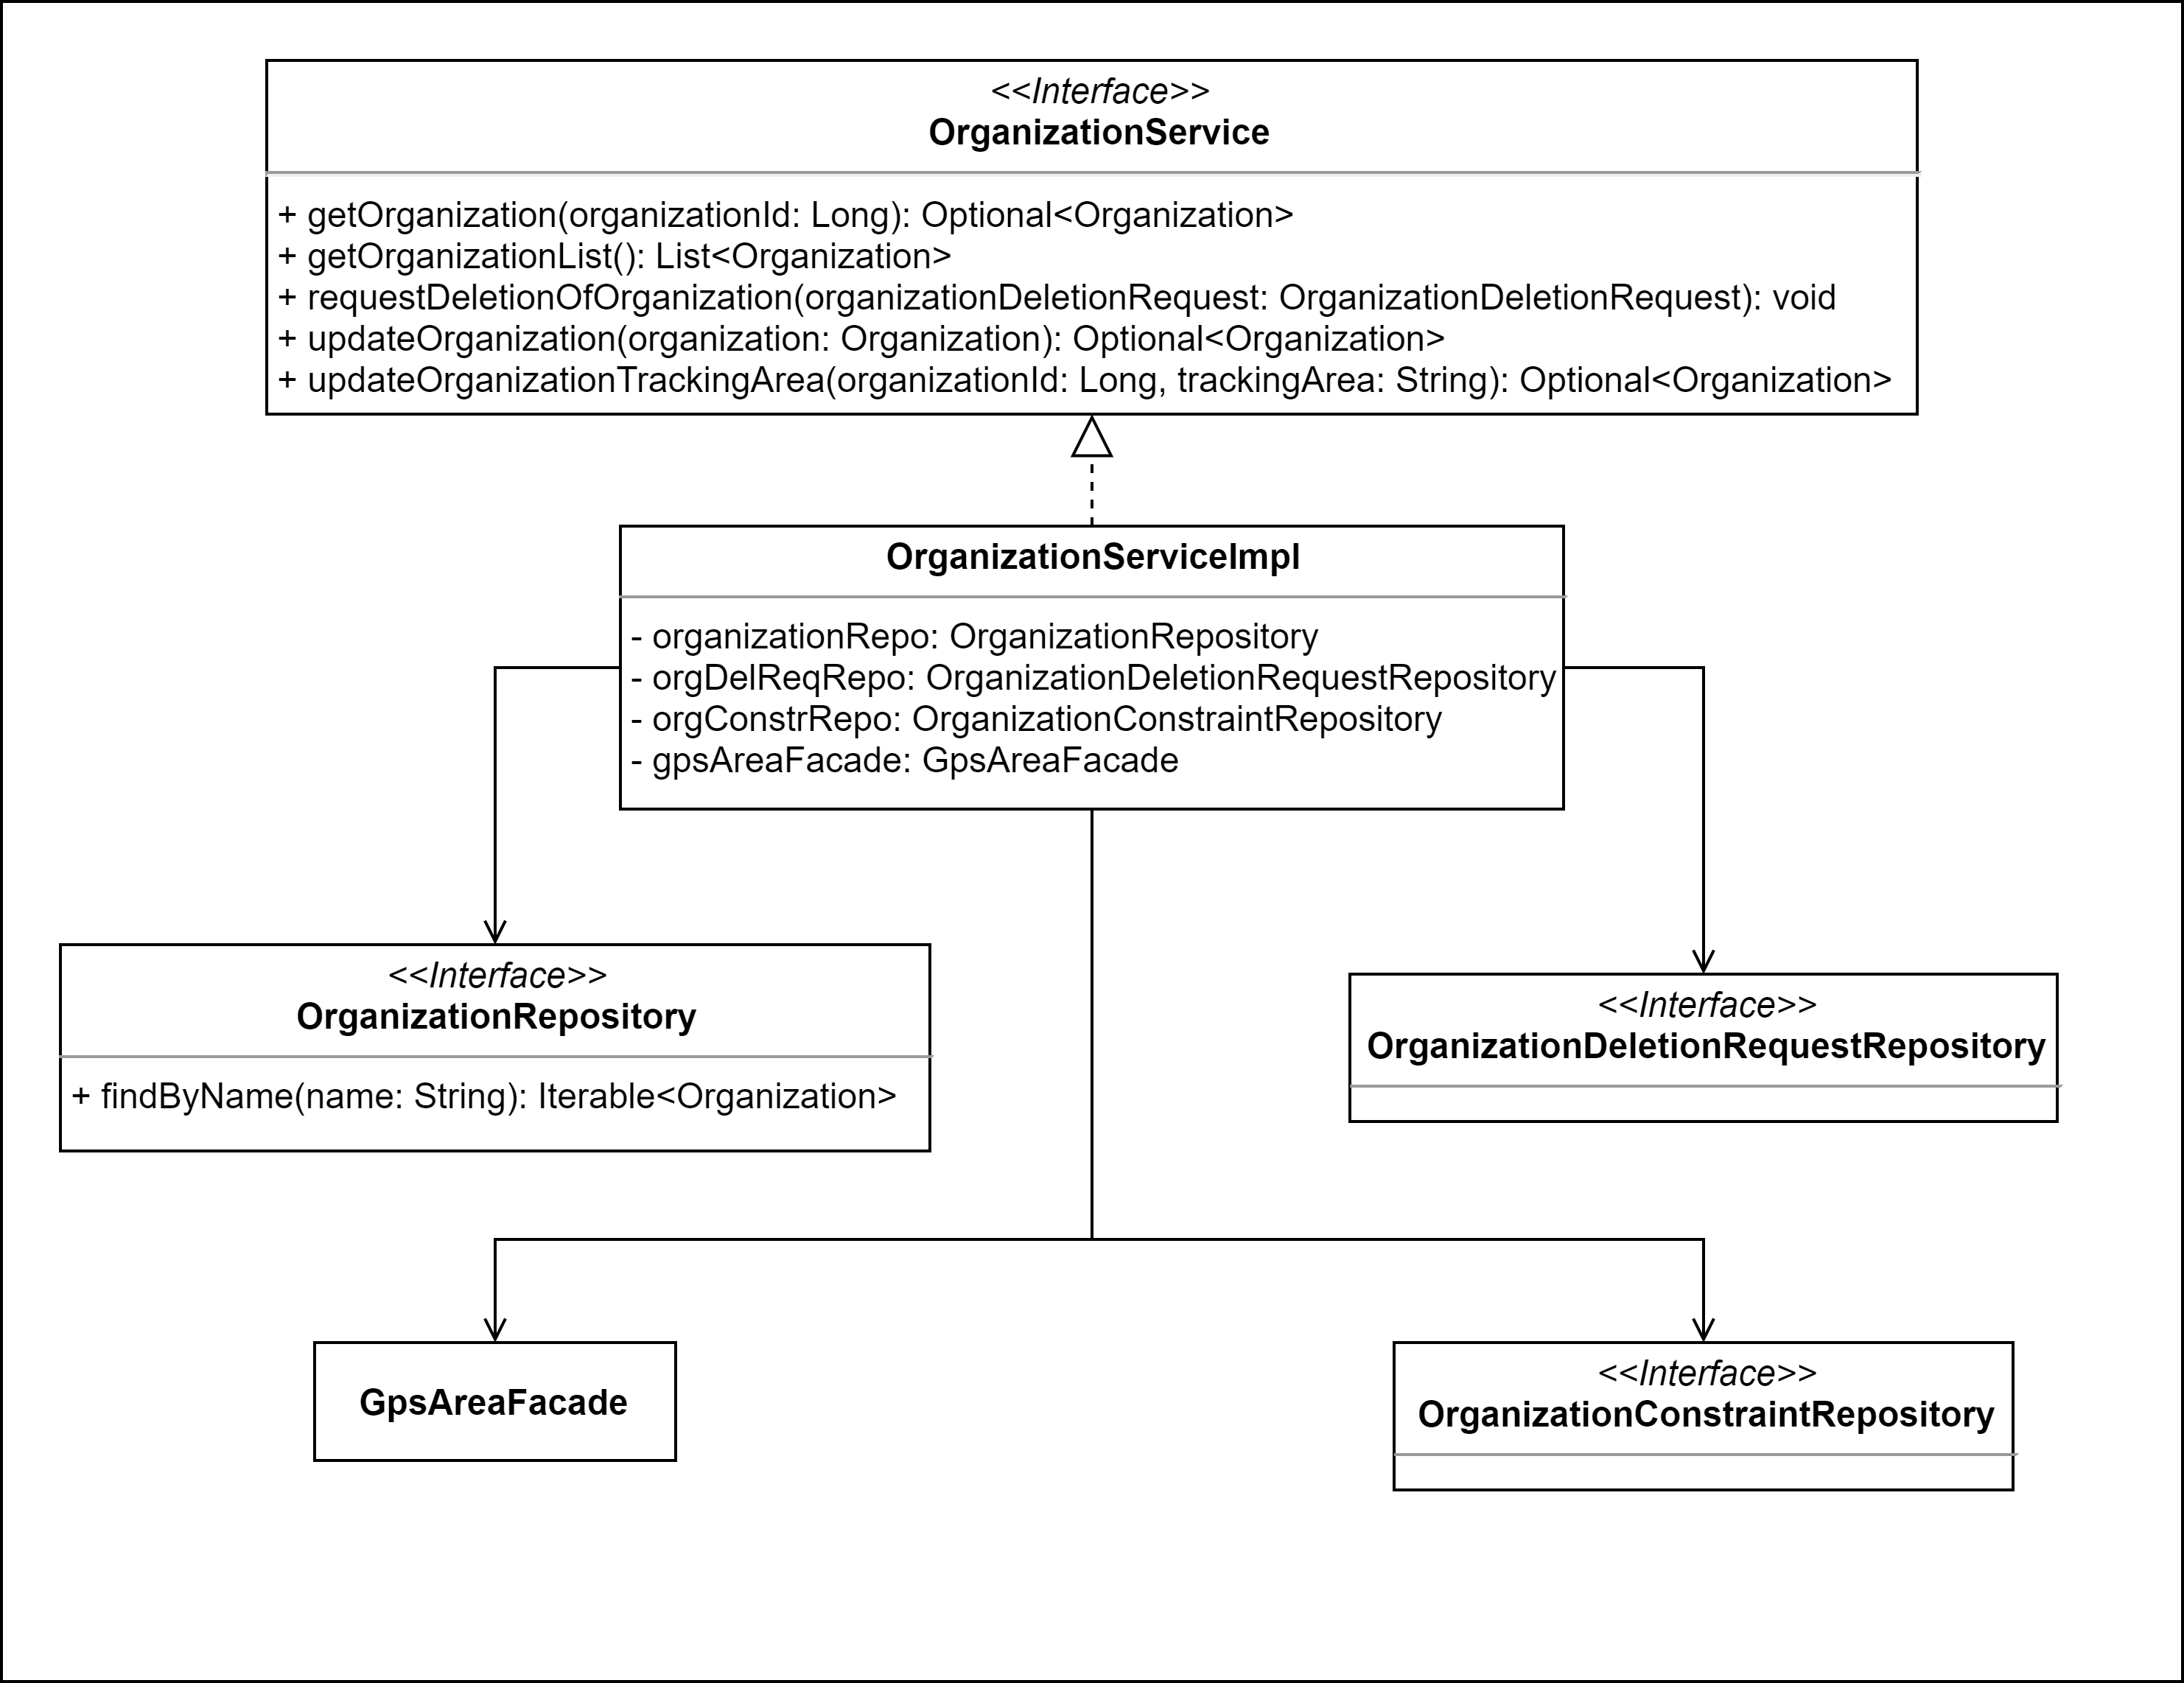 <<Interface>>
OrganizationService
+ getOrganization(organizationId: Long): Optional<Organization>
+ getOrganizationList(): List<Organization>
+ requestDeletionOfOrganization(organizationDeletionRequest: OrganizationDeletionRequest): void
+ updateOrganization(organization: Organization): Optional<Organization>
+ updateOrganizationTrackingArea(organizationId: Long, trackingArea: String): Optional<Organization>
OrganizationServiceImpl
- organizationRepo: OrganizationRepository
- orgDelReqRepo: OrganizationDeletionRequestRepository
- orgConstrRepo: OrganizationConstraintRepository
- gpsAreaFacade: GpsAreaFacade
<<Interface>>
OrganizationRepository
+ findByName(name: String): Iterable<Organization>
<<Interface>>
OrganizationDeletionRequestRepository
GpsAreaFacade
<<Interface>>
OrganizationConstraintRepository